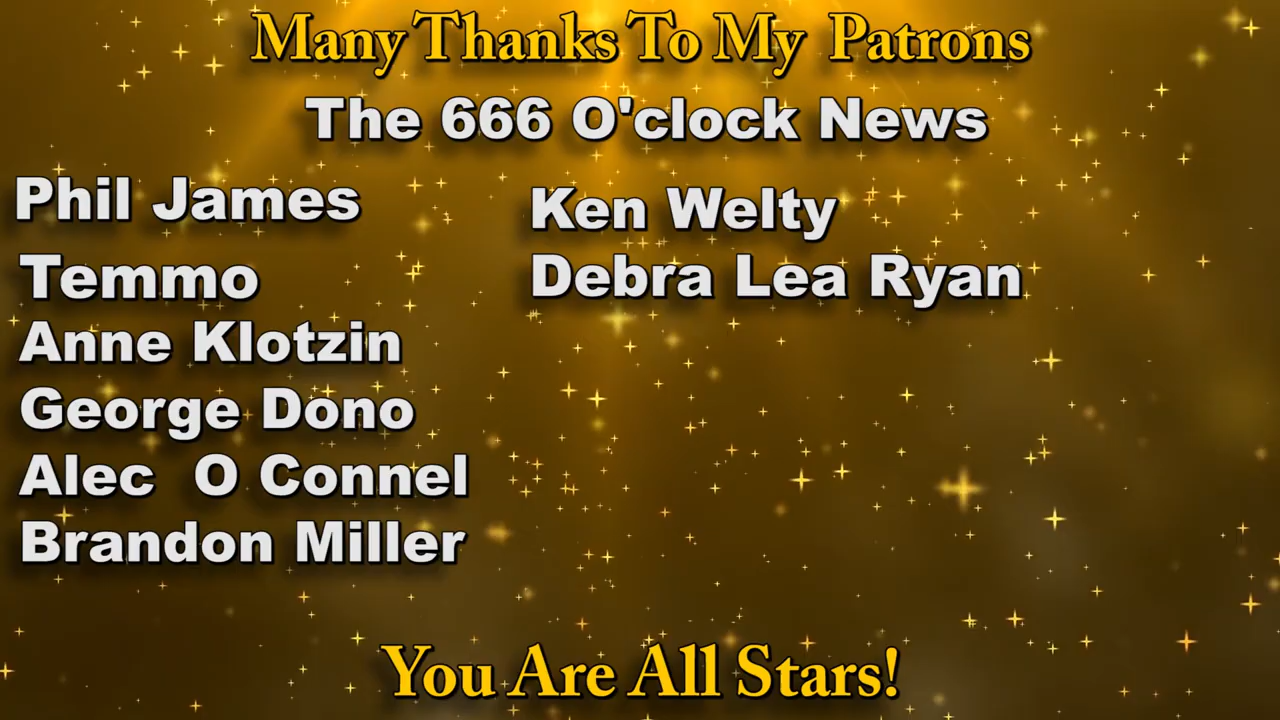 Many Thanks To My Patrons
The 666 O'clock News
Phil James
Temmo
Anne Klotzin
George Dono
Alec O Connel
Brandon Miller
Ken Welty
Debra Lea Ryan
You Are All Stars!